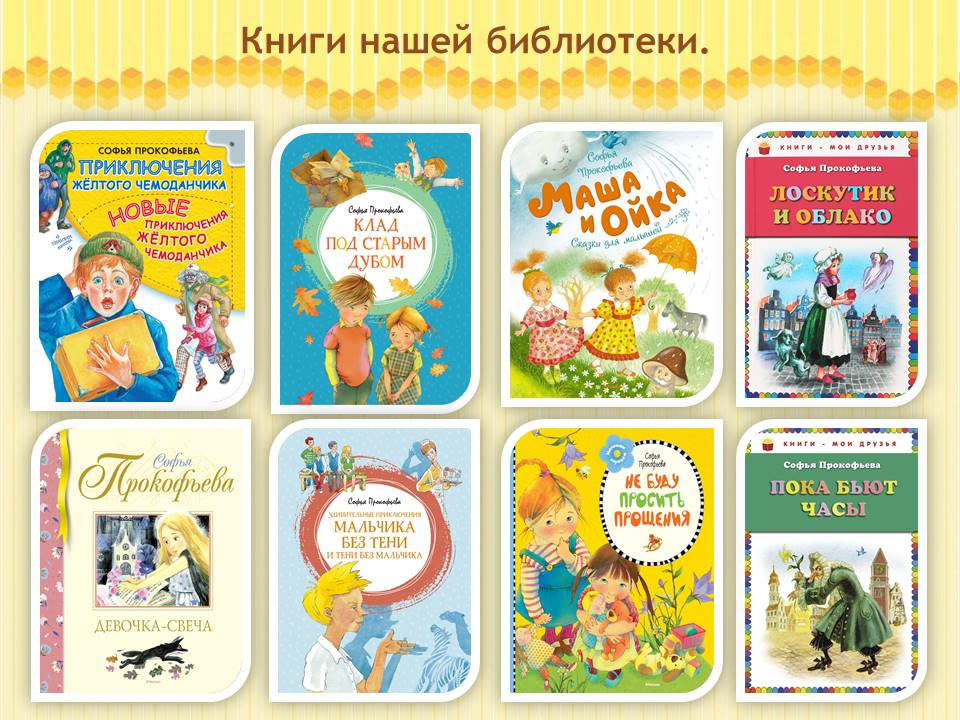 Книги нашей библиотеки.
СОФЬЯ ПРОКОФЬЕВА
ПРИКЛЮЧЕНИЯ
ЖЁЛТОГО ЧЕМОДАНЧИКА
НОВЫЕ
ПРИКЛЮЧЕНИЯ
ЖЁЛТОГО
ЧЕМОДАНЧИКА
Софья Прокофьева
КЛАД
ПОД СТАРЫМ
ДУБОМ
Софья
Прокофьева
МАША
И ОЙКА
Сказки для малышей
КНИГИ - МОИ ДРУЗЬЯ
Софья Прокофьева
ЛОСКУТИК
И ОБЛАКО
Софья
Прокофьева
ДЕВОЧКА-СВЕЧА
Софья Прокофьева
УДИВИТЕЛЬНЫЕ ПРИКЛЮЧЕНИЯ
МАЛЬЧИКА
БЕЗ ТЕНИ
И ТЕНИ БЕЗ МАЛЬЧИКА
Софья
Прокофьева
НЕ БУДУ
ПРОСИТЬ
ПРОЩЕНИЯ
КНИГИ - МОИ ДРУЗЬЯ
Софья Прокофьева
ПОКА БЬЮТ
ЧАСЫ